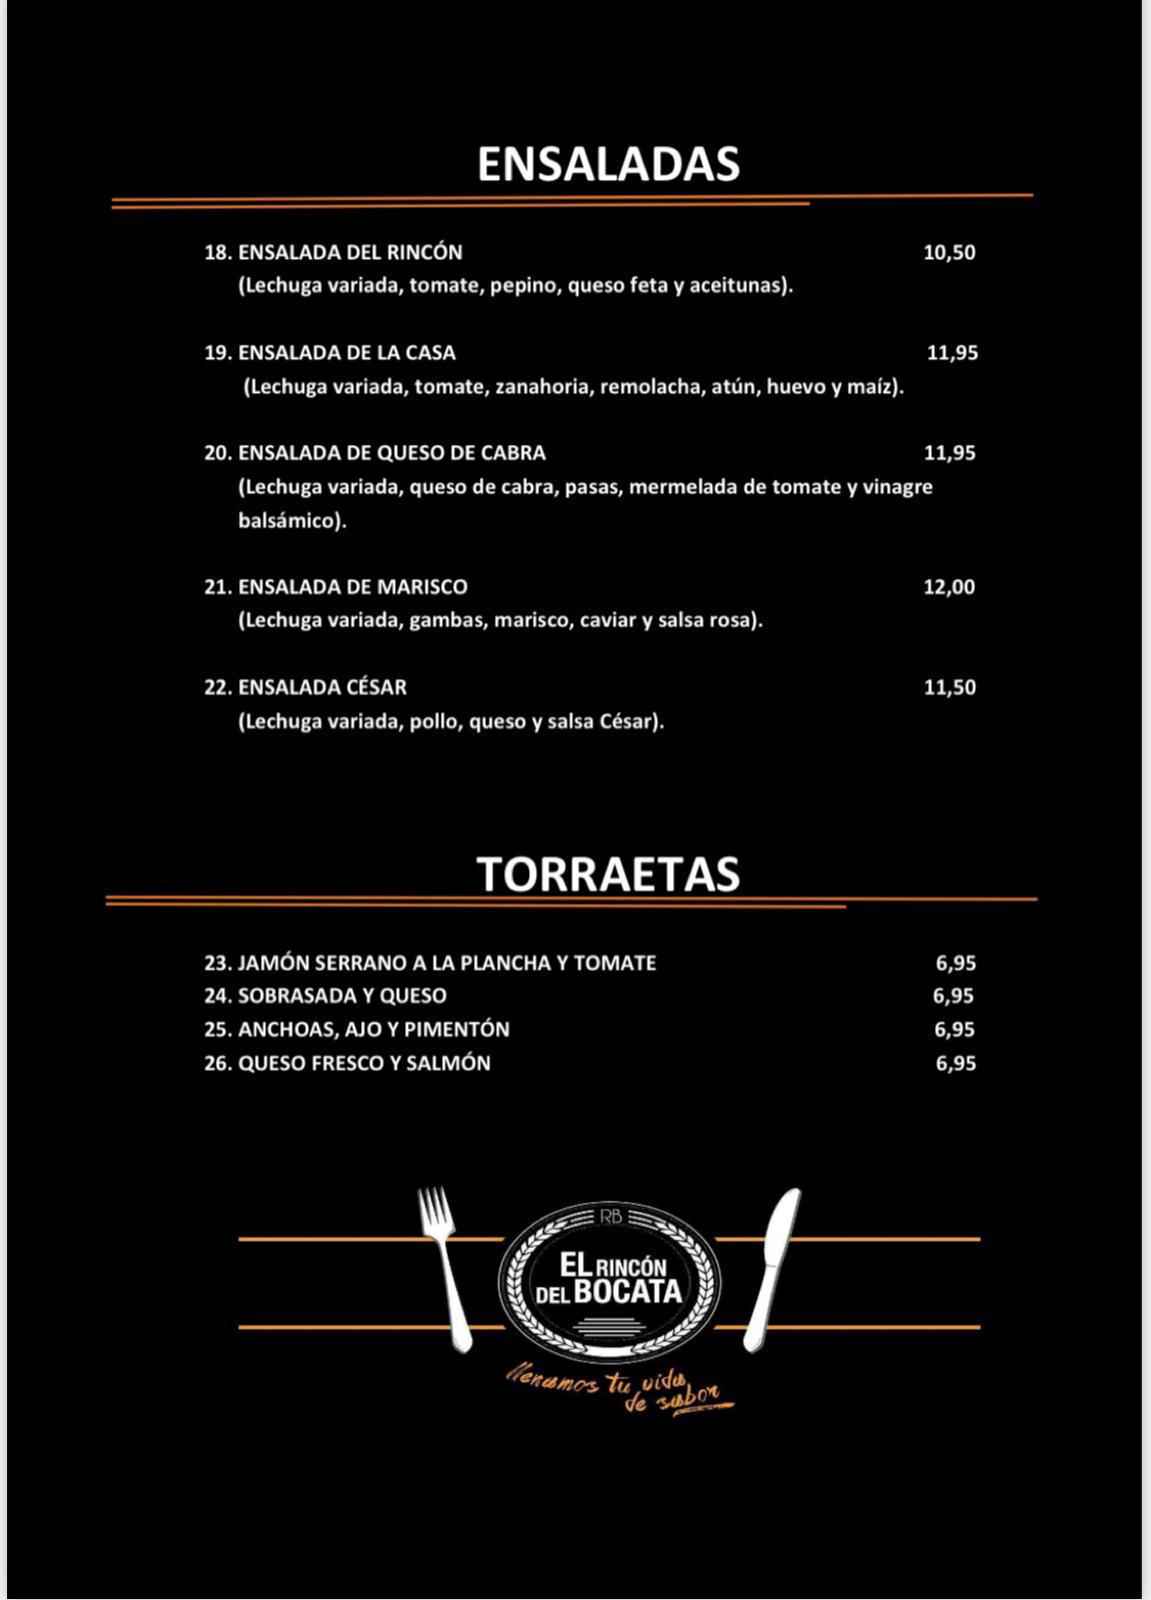 ENSALADAS
18. ENSALADA DEL RINCÓN 10,50
(Lechuga variada, tomate, pepino, queso feta y aceitunas).
19. ENSALADA DE LA CASA 11,95
(Lechuga variada, tomate, zanahoria, remolacha, atún, huevo y maíz).
20. ENSALADA DE QUESO DE CABRA 11,95
(Lechuga variada, queso de cabra, pasas, mermelada de tomate y vinagre
balsámico).
21. ENSALADA DE MARISCO 12,00
(Lechuga variada, gambas, marisco, caviar y salsa rosa).
22. ENSALADA CÉSAR 11,50
(Lechuga variada, pollo, queso y salsa César).
TORRAETAS
23. JAMÓN SERRANO A LA PLANCHA Y TOMATE 6,95
24. SOBRASADA Y QUESO 6,95
25. ANCHOAS, AJO Y PIMENTÓN 6,95
26. QUESO FRESCO Y SALMÓN 6,95
RB
EL RINCÓN
DEL BOCATA
llenamos tu vida
de sabor